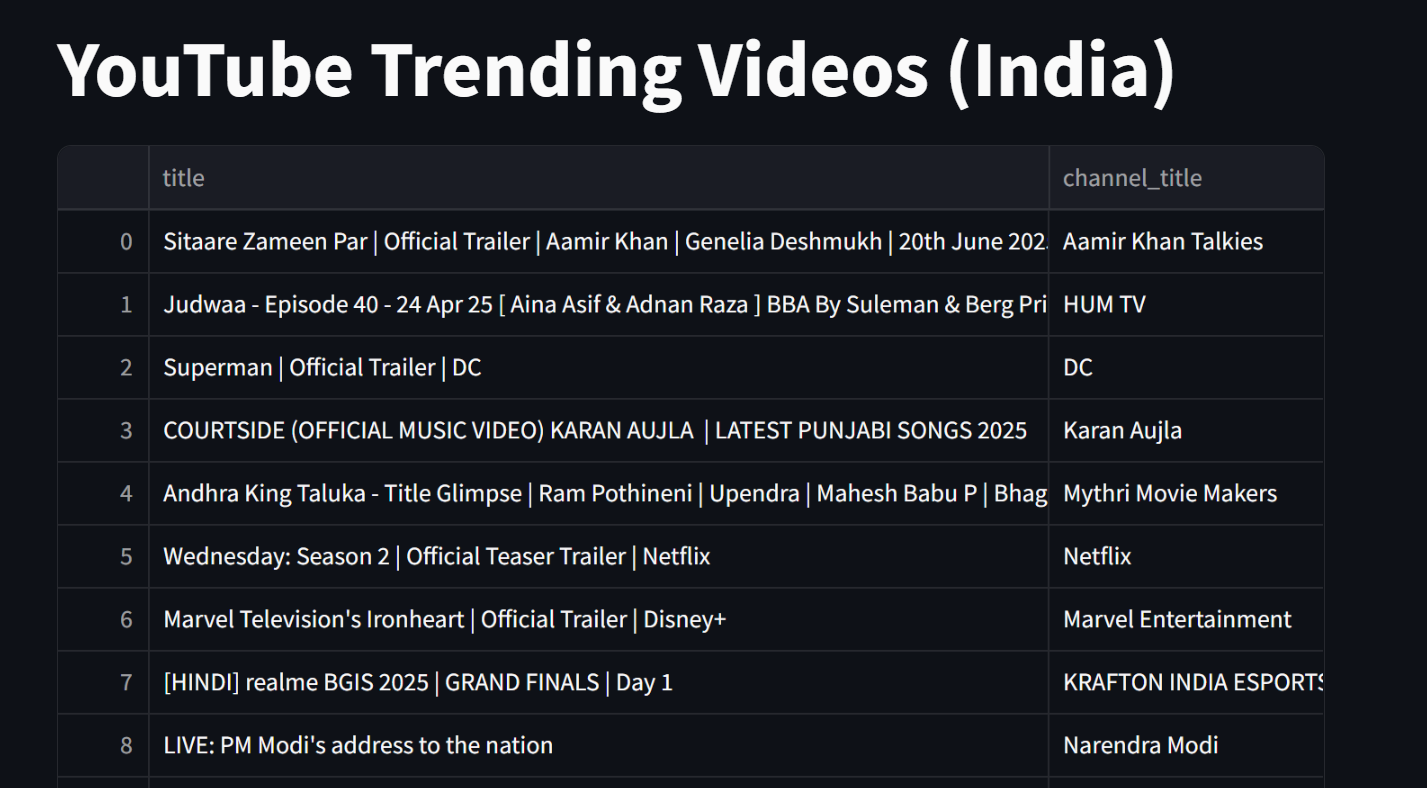 YouTube Trending Videos (India)
title channel_title
0 Sitaare Zameen Par | Official Trailer | Aamir Khan | Genelia Deshmukh | 20th June 202 Aamir Khan Talkies
1 Judwaa - Episode 40 - 24 Apr 25 [ Aina Asif & Adnan Raza ] BBA By Suleman & Berg Pri HUM TV
2 Superman | Official Trailer | DC DC
3 COURTSIDE (OFFICIAL MUSIC VIDEO) KARAN AUJLA | LATEST PUNJABI SONGS 2025 Karan Aujla
4 Andhra King Taluka - Title Glimpse | Ram Pothineni | Upendra | Mahesh Babu P | Bhag Mythri Movie Makers
5 Wednesday: Season 2 | Official Teaser Trailer | Netflix Netflix
6 Marvel Television's Ironheart | Official Trailer | Disney+ Marvel Entertainment
7 [HINDI] realme BGIS 2025 | GRAND FINALS | Day 1 KRAFTON INDIA ESPORTS
8 LIVE: PM Modi's address to the nation Narendra Modi